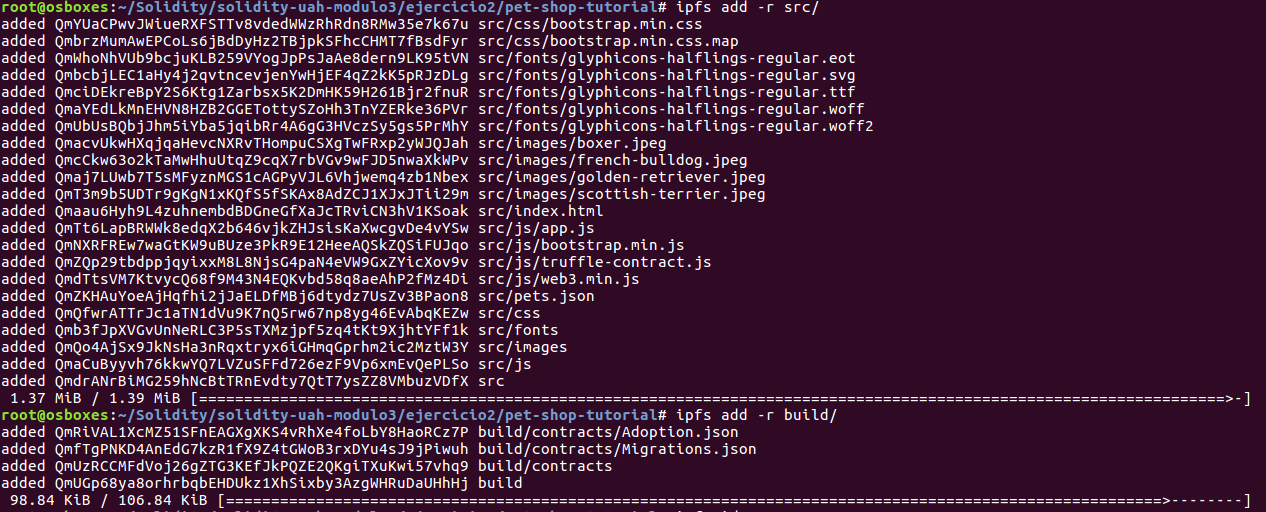 root@osboxes:~/Solidity/solidity-uah-modulo3/ejercicio2/pet-shop-tutorial# ipfs add -r src/
added QmYUaCPwvJWiueRXFSTTv8vdedWWzRhRdn8RMw35e7k67u src/css/bootstrap.min.css
added QmbrzMumAwEPCoLs6jBdDyHz2TBjpkSFhcCHMT7fBsdFyr src/css/bootstrap.min.css.map
added QmWhoNhVUb9bcjuKLB259VYogJpPsJaAe8dern9LK95tVN src/fonts/glyphicons-halflings-regular.eot
added QmbcbjLEC1aHy4j2qvtncevjenYwHjEF4qZ2kK5pRJzDLg src/fonts/glyphicons-halflings-regular.svg
added QmciDEkreBpY2S6Ktg1Zarbsx5K2DmHK59H261Bjr2fnuR src/fonts/glyphicons-halflings-regular.ttf
added QmaYEdLkMnEHVN8HZB2GGETottySZoHh3TnYZERke36PVr src/fonts/glyphicons-halflings-regular.woff
added QmUbUsBQbjJhm5iYba5jqibRr4A6gG3HVczSy5gs5PrMhY src/fonts/glyphicons-halflings-regular.woff2
added QmacvUkwHXqjqaHevcNXRvTHompuCSXgTwFRxp2yWJQJah src/images/boxer.jpeg
added QmcCkw63o2kTaMwHhuUtqZ9cqX7rbVGv9wFJD5nwaXkWPv src/images/french-bulldog.jpeg
added Qmaj7LUwb7T5sMFyznMGS1cAGPyVJL6Vhjwemq4zb1Nbex src/images/golden-retriever.jpeg
added QmT3m9b5UDTr9gKgN1xKQfS5fSKAx8AdZCJ1XJxJTii29m src/images/scottish-terrier.jpeg
added Qmaau6Hyh9L4zuhnembdBDGneGfXaJcTRviCN3hV1KSoak src/index.html
added QmTt6LapBRWWk8edqX2b646vjkZHJsisKaXwcgvDe4vYSw src/js/app.js
added QmNXRFREw7waGtKW9uBUze3PkR9E12HeeAQSkZQSiFUJqo src/js/bootstrap.min.js
added QmZQp29tbdppjqyixxM8L8NjsG4paN4eVW9GxZYicXov9v src/js/truffle-contract.js
added QmdTtsVM7KtvycQ68f9M43N4EQKvbd58q8aeAhP2fMz4Di src/js/web3.min.js
added QmZKHAuYoeAjHqfhi2jJaELDfMBj6dtydz7UsZv3BPaon8 src/pets.json
added QmQfwrATTrJc1aTN1dVu9K7nQ5rw67np8yg46EvAbqKEZw src/css
added Qmb3fJpXVGvUnNeRLC3P5sTXMzjpf5zq4tKt9XjhtYFf1k src/fonts
added QmQo4AjSx9JkNsHa3nRqxtryx6iGHmqGprhm2ic2MztW3Y src/images
added QmaCuByyvh76kkwYQ7LVZuSFFd726ezF9Vp6xmEvQePLSo src/js
added QmdrANrBiMG259hNcBtTRnEvdty7QtT7ysZZ8VMbuzVDfX src
1.37 MiB / 1.39 MiB [===================================================================================================================>-]
root@osboxes:~/Solidity/solidity-uah-modulo3/ejercicio2/pet-shop-tutorial# ipfs add -r build/
added QmRiVAL1XcMZ51SFnEAGXgXKS4vRhXe4foLbY8HaoRCz7P build/contracts/Adoption.json
added QmfTgPNKD4AnEdG7kzR1fX9Z4tGWoB3rxDYu4sJ9jPiwuh build/contracts/Migrations.json
added QmUzRCCMFdVoj26gZTG3KEfJkPQZE2QKgiTXuKwi57vhq9 build/contracts
added QmUGp68ya8orhrbqbEHDUkz1XhSixby3AzgWHRuDaUHhHj build
98.84 KiB / 106.84 KiB [========================================================================================================>--------]